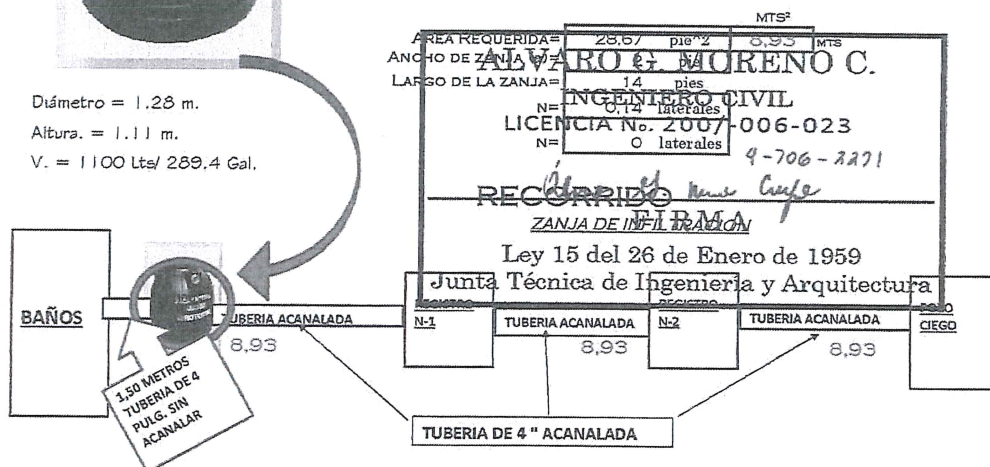 MTS²
AREA REQUERIDA= 28,67 pie^2 8,93 MTS
ANCHO DE ZANJA
ALVARO G. MORENO C.
LARGO DE LA ZANJA= 14 pies
INGENIERO CIVIL
N= 0,14 laterales
LICENCIA No. 2007-006-023
N= 0 laterales
4-706-2271
Diámetro = 1.28 m.
Altura. = 1.11 m.
V. = 1100 Lts/ 289.4 Gal.
RECORRIDO
ZANJA DE INFILTRACION
FIRMA
Ley 15 del 26 de Enero de 1959
Junta Técnica de Ingeniería y Arquitectura
BAÑOS
TUBERIA ACANALADA
8,93
REGISTRO
N-1
TUBERIA ACANALADA
8,93
REGISTRO
N-2
TUBERIA ACANALADA
8,93
POZO
CIEGO
1,50 METROS
TUBERIA DE 4
PULG. SIN
ACANALAR
TUBERIA DE 4 " ACANALADA